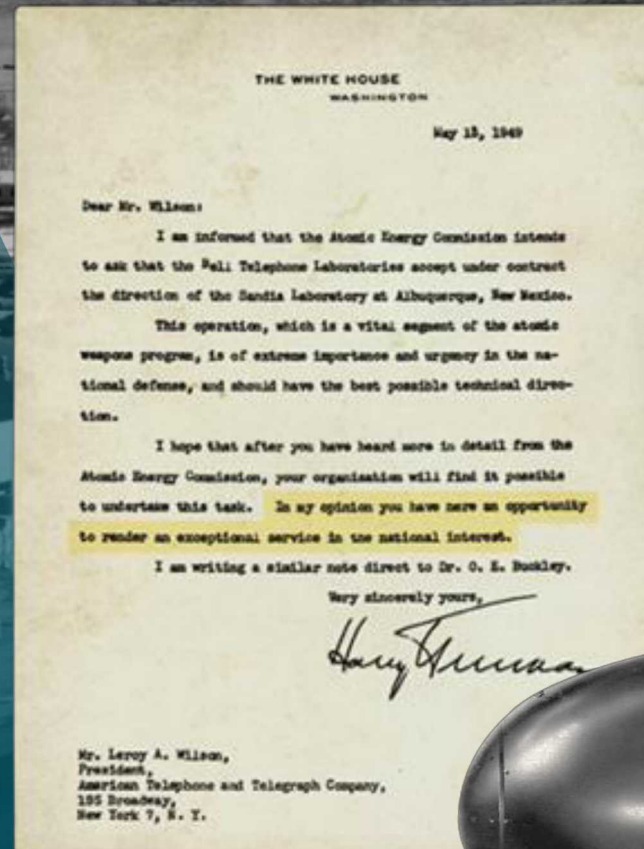 THE WHITE HOUSE
WASHINGTON
May 13, 1949
Dear Mr. Wilson:
I am informed that the Atomic Energy Commission intends
to ask that the Bell Telephone Laboratories accept under contract
the direction of the Sandia Laboratory at Albuquerque, New Mexico.
This operation, which is a vital segment of the atomic
weapons program, is of extreme importance and urgency in the na-
tional defense, and should have the best possible technical direc-
tion.
I hope that after you have heard more in detail from the
Atomic Energy Commission, your organization will find it possible
to undertake this task. In my opinion you have here an opportunity
to render an exceptional service in the national interest.
I am writing a similar note direct to Dr. O. E. Buckley.
Very sincerely yours,
Harry Truman
Mr. Leroy A. Wilson,
President,
American Telephone and Telegraph Company,
195 Broadway,
New York 7, N. Y.